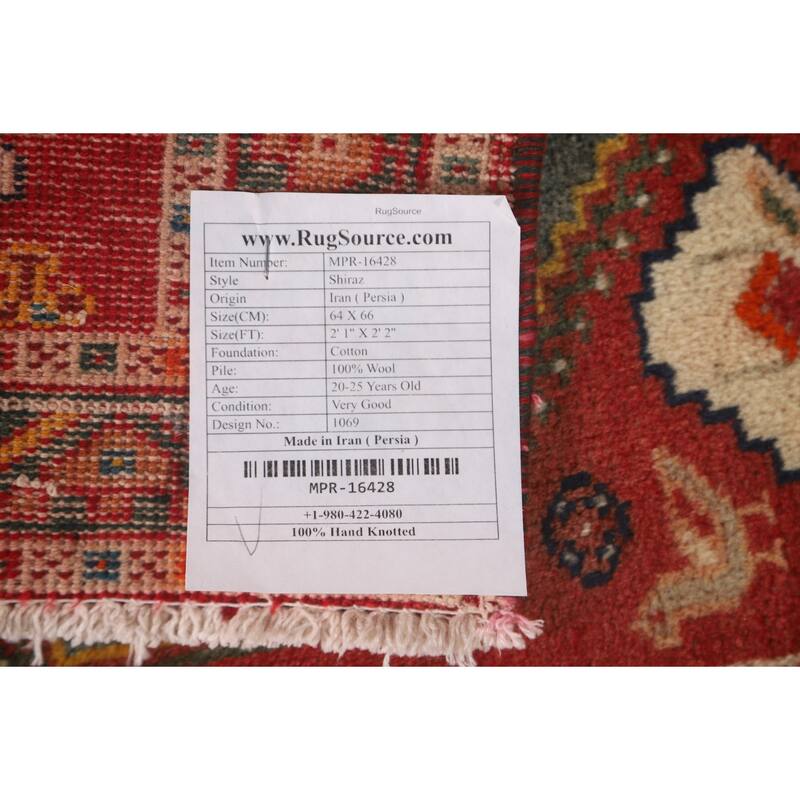 RugSource
www.RugSource.com
Item Number: MPR-16428
Style Shiraz
Origin Iran ( Persia )
Size(CM): 64 X 66
Size(FT): 2' 1" X 2' 2"
Foundation: Cotton
Pile: 100% Wool
Age: 20-25 Years Old
Condition: Very Good
Design No.: 1069
Made in Iran ( Persia )
MPR-16428
+1-980-422-4080
100% Hand Knotted